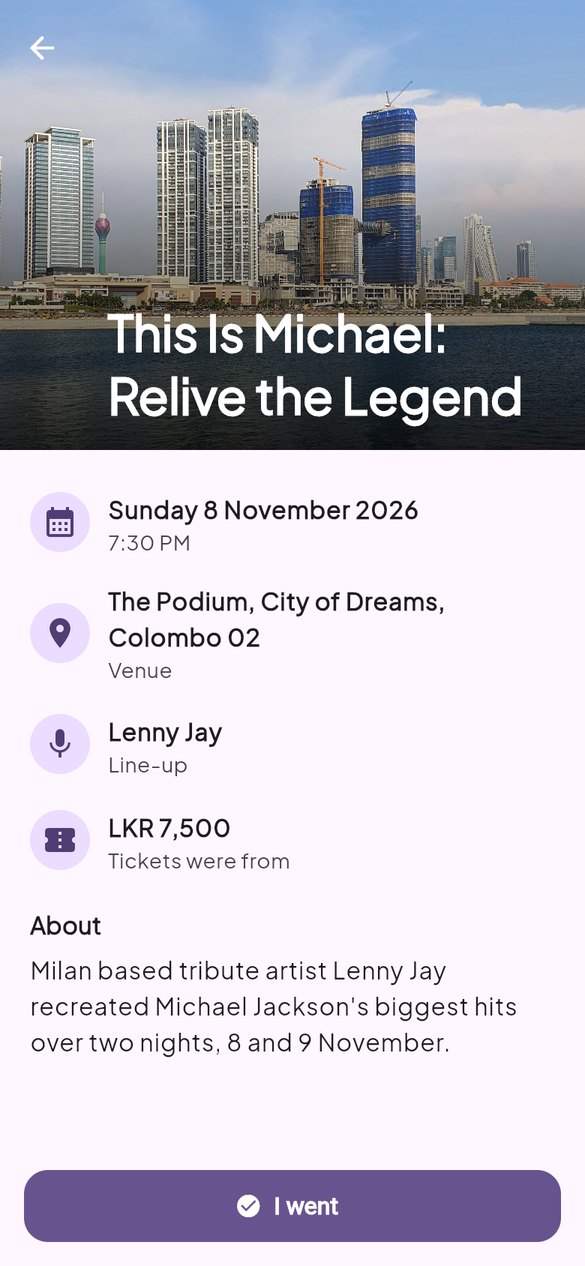 This Is Michael:
Relive the Legend
Sunday 8 November 2026
7:30 PM
The Podium, City of Dreams,
Colombo 02
Venue
Lenny Jay
Line-up
LKR 7,500
Tickets were from
About
Milan based tribute artist Lenny Jay
recreated Michael Jackson's biggest hits
over two nights, 8 and 9 November.
I went